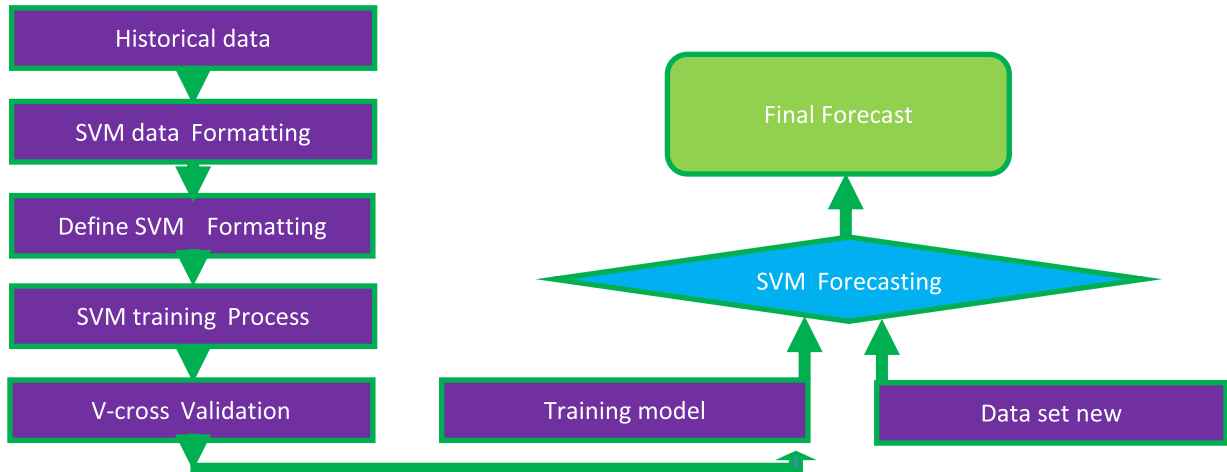 Historical data
SVM data Formatting
Define SVM Formatting
SVM training Process
V-cross Validation
Final Forecast
SVM Forecasting
Training model
Data set new